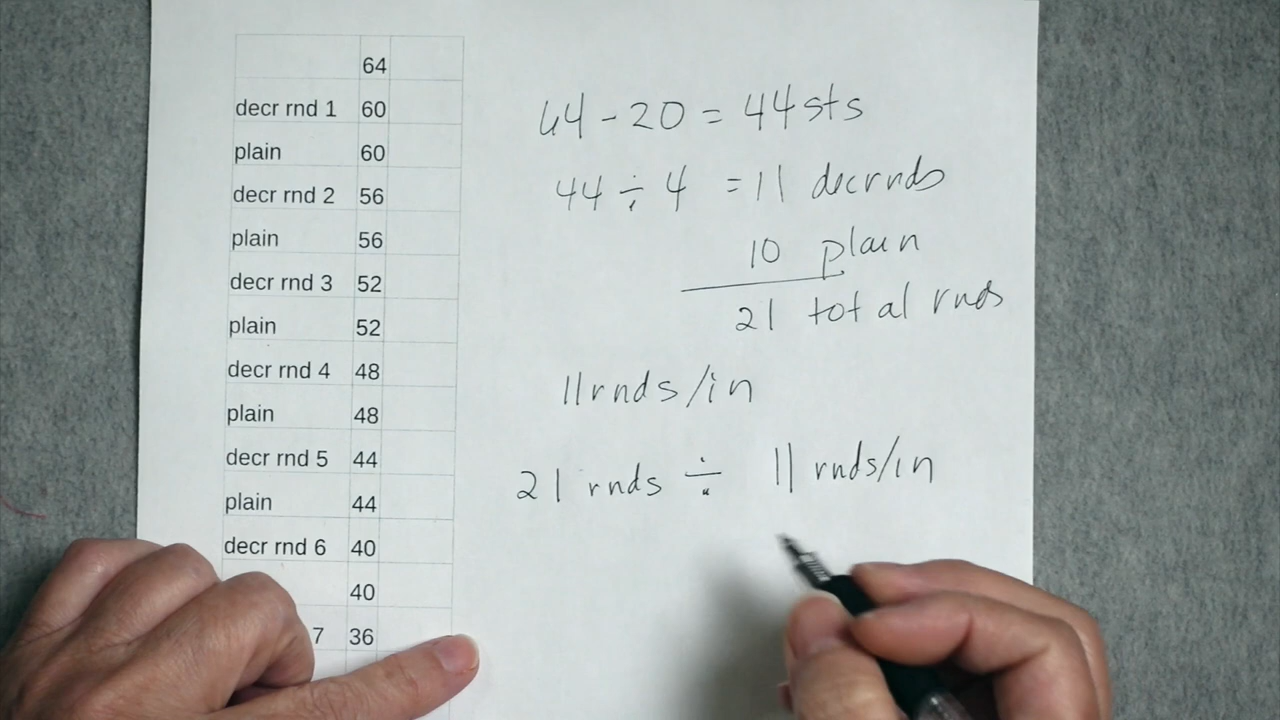 64
decr rnd 1 60
plain 60
decr rnd 2 56
plain 56
decr rnd 3 52
plain 52
decr rnd 4 48
plain 48
decr rnd 5 44
plain 44
decr rnd 6 40
40
7 36
64 - 20 = 44 sts
44 ÷ 4 = 11 decr rnds
10 plain
21 total rnds
11 rnds/in
21 rnds ÷ 11 rnds/in